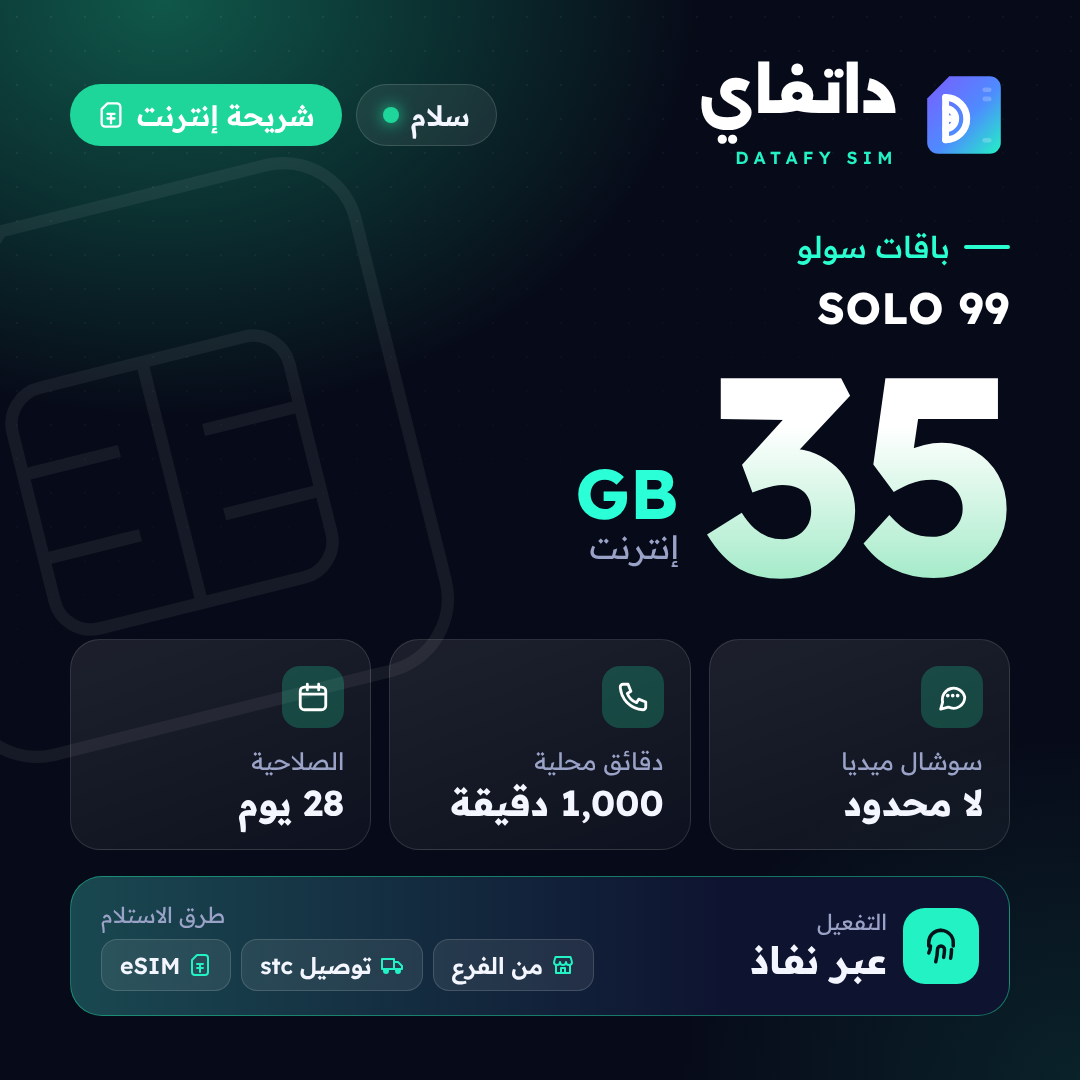 داتفاي
DATAFY SIM
سلام
شريحة إنترنت
باقات سولو
SOLO 99
35
GB
إنترنت
سوشال ميديا
لا محدود
دقائق محلية
1,000 دقيقة
الصلاحية
28 يوم
التفعيل
عبر نفاذ
طرق الاستلام
من الفرع
توصيل stc
eSIM